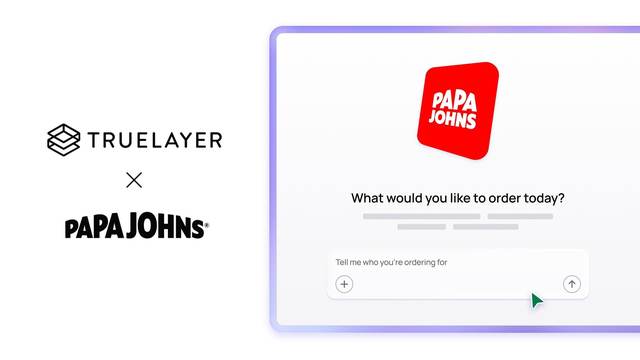 TRUELAYER
×
PAPA JOHNS®
PAPA
JOHNS
What would you like to order today?
Tell me who you're ordering for